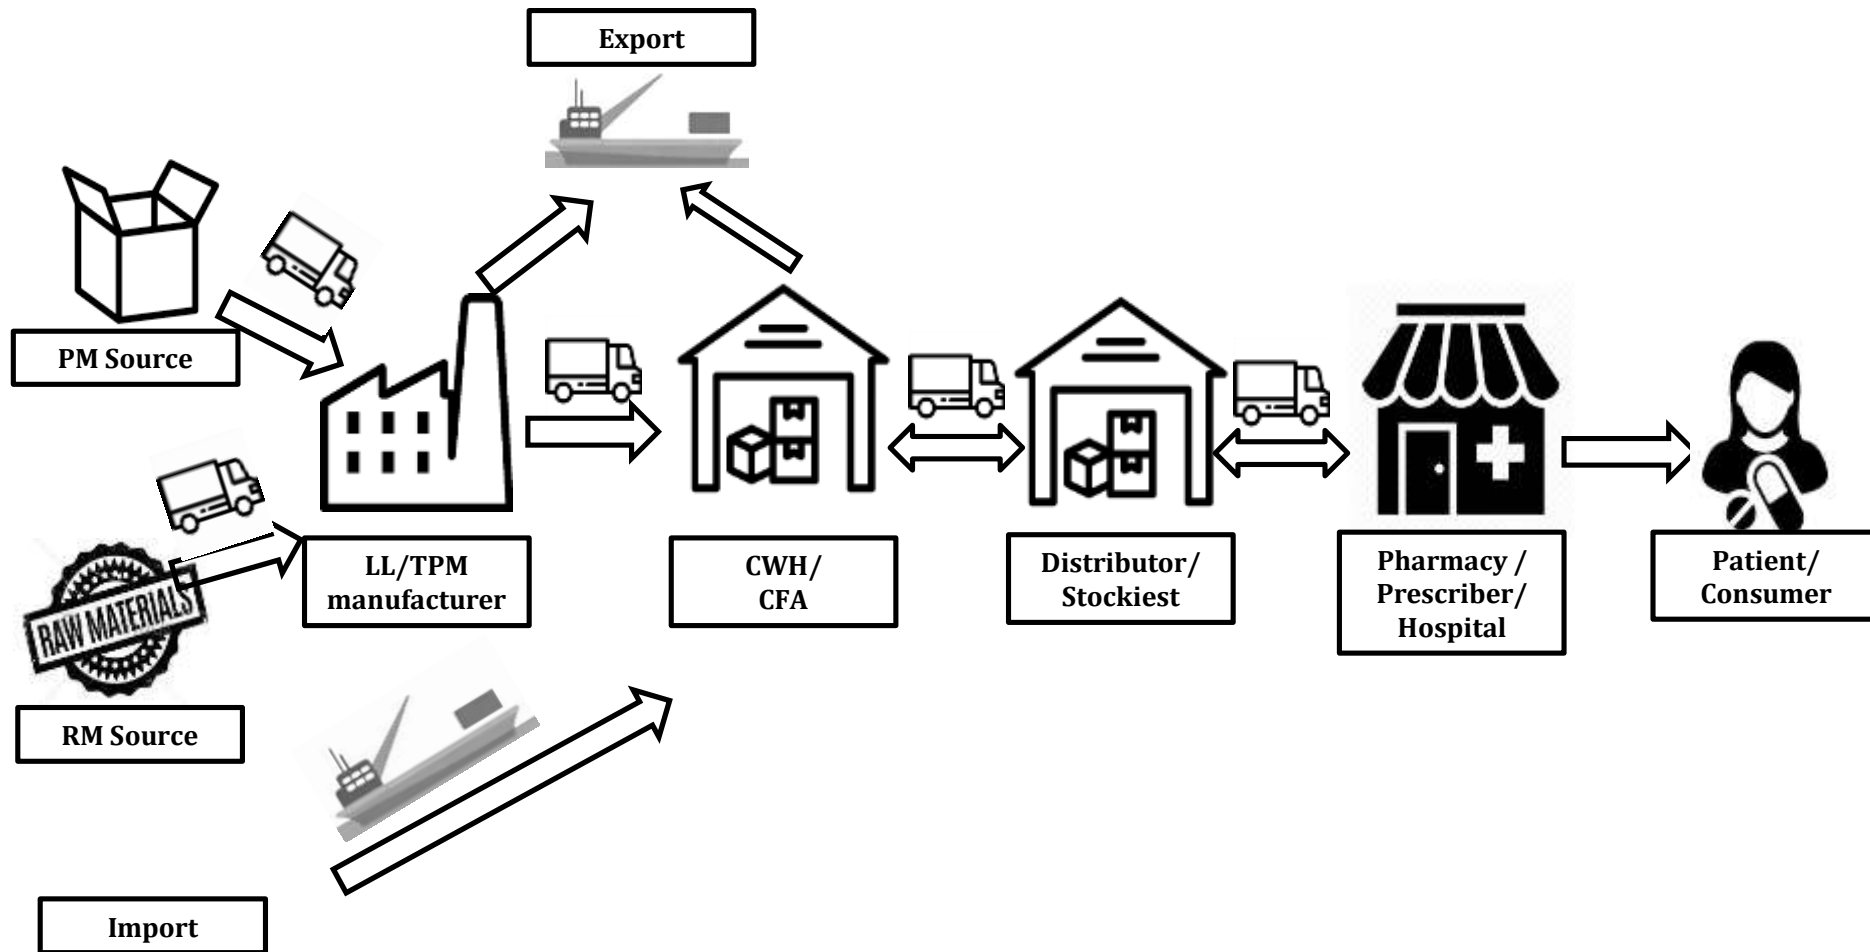 Export
PM Source
RAW MATERIALS
RM Source
LL/TPM
manufacturer
CWH/
CFA
Distributor/
Stockiest
Pharmacy /
Prescriber/
Hospital
Patient/
Consumer
Import